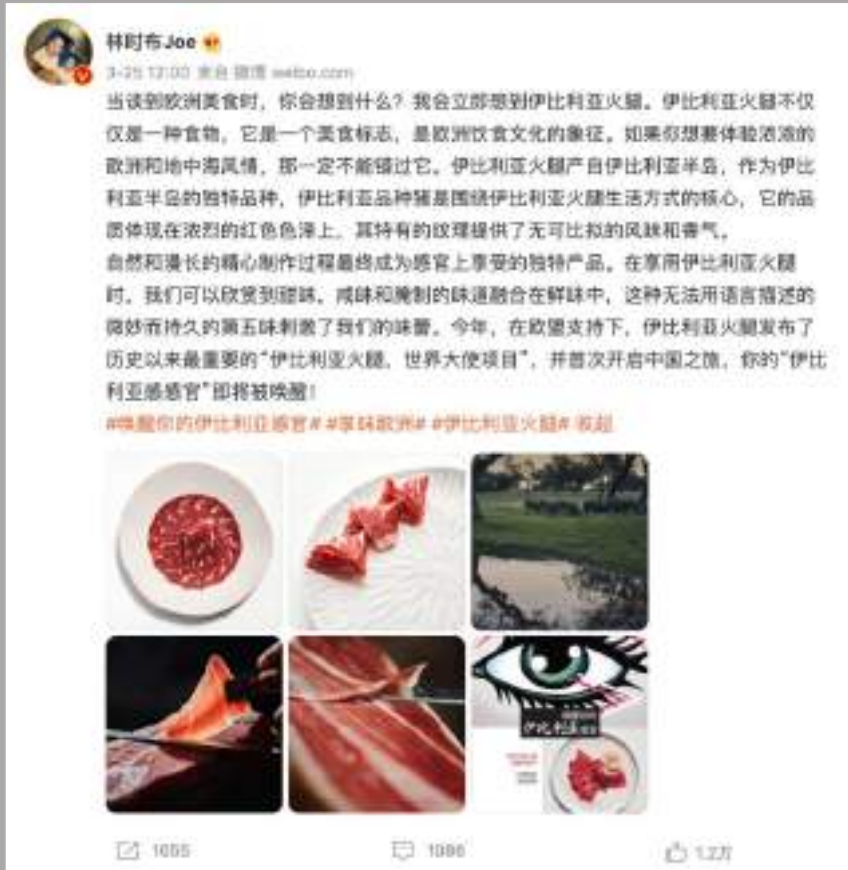 林时布Joe
3-25 12:00 来自 微博 weibo.com
当谈到欧洲美食时，你会想到什么？我会立即想到伊比利亚火腿。伊比利亚火腿不仅
仅是一种食物，它是一个美食标志，是欧洲饮食文化的象征。如果你想要体验浓浓的
欧洲和地中海风情，那一定不能错过它。伊比利亚火腿产自伊比利亚半岛，作为伊比
利亚半岛的独特品种，伊比利亚品种猪是围绕伊比利亚火腿生活方式的核心，它的品
质体现在浓烈的红色色泽上，其特有的纹理提供了无可比拟的风味和香气。
自然和漫长的精心制作过程最终成为感官上享受的独特产品。在享用伊比利亚火腿
时，我们可以欣赏到甜味、咸味和腌制的味道融合在鲜味中，这种无法用语言描述的
微妙而持久的第五味刺激了我们的味蕾。今年，在欧盟支持下，伊比利亚火腿发布了
历史以来最重要的“伊比利亚火腿，世界大使项目”，并首次开启中国之旅，你的“伊比
利亚感感官”即将被唤醒！
#唤醒你的伊比利亚感官# #享味欧洲# #伊比利亚火腿# 收起
伊比利亚
1055
1086
1.2万